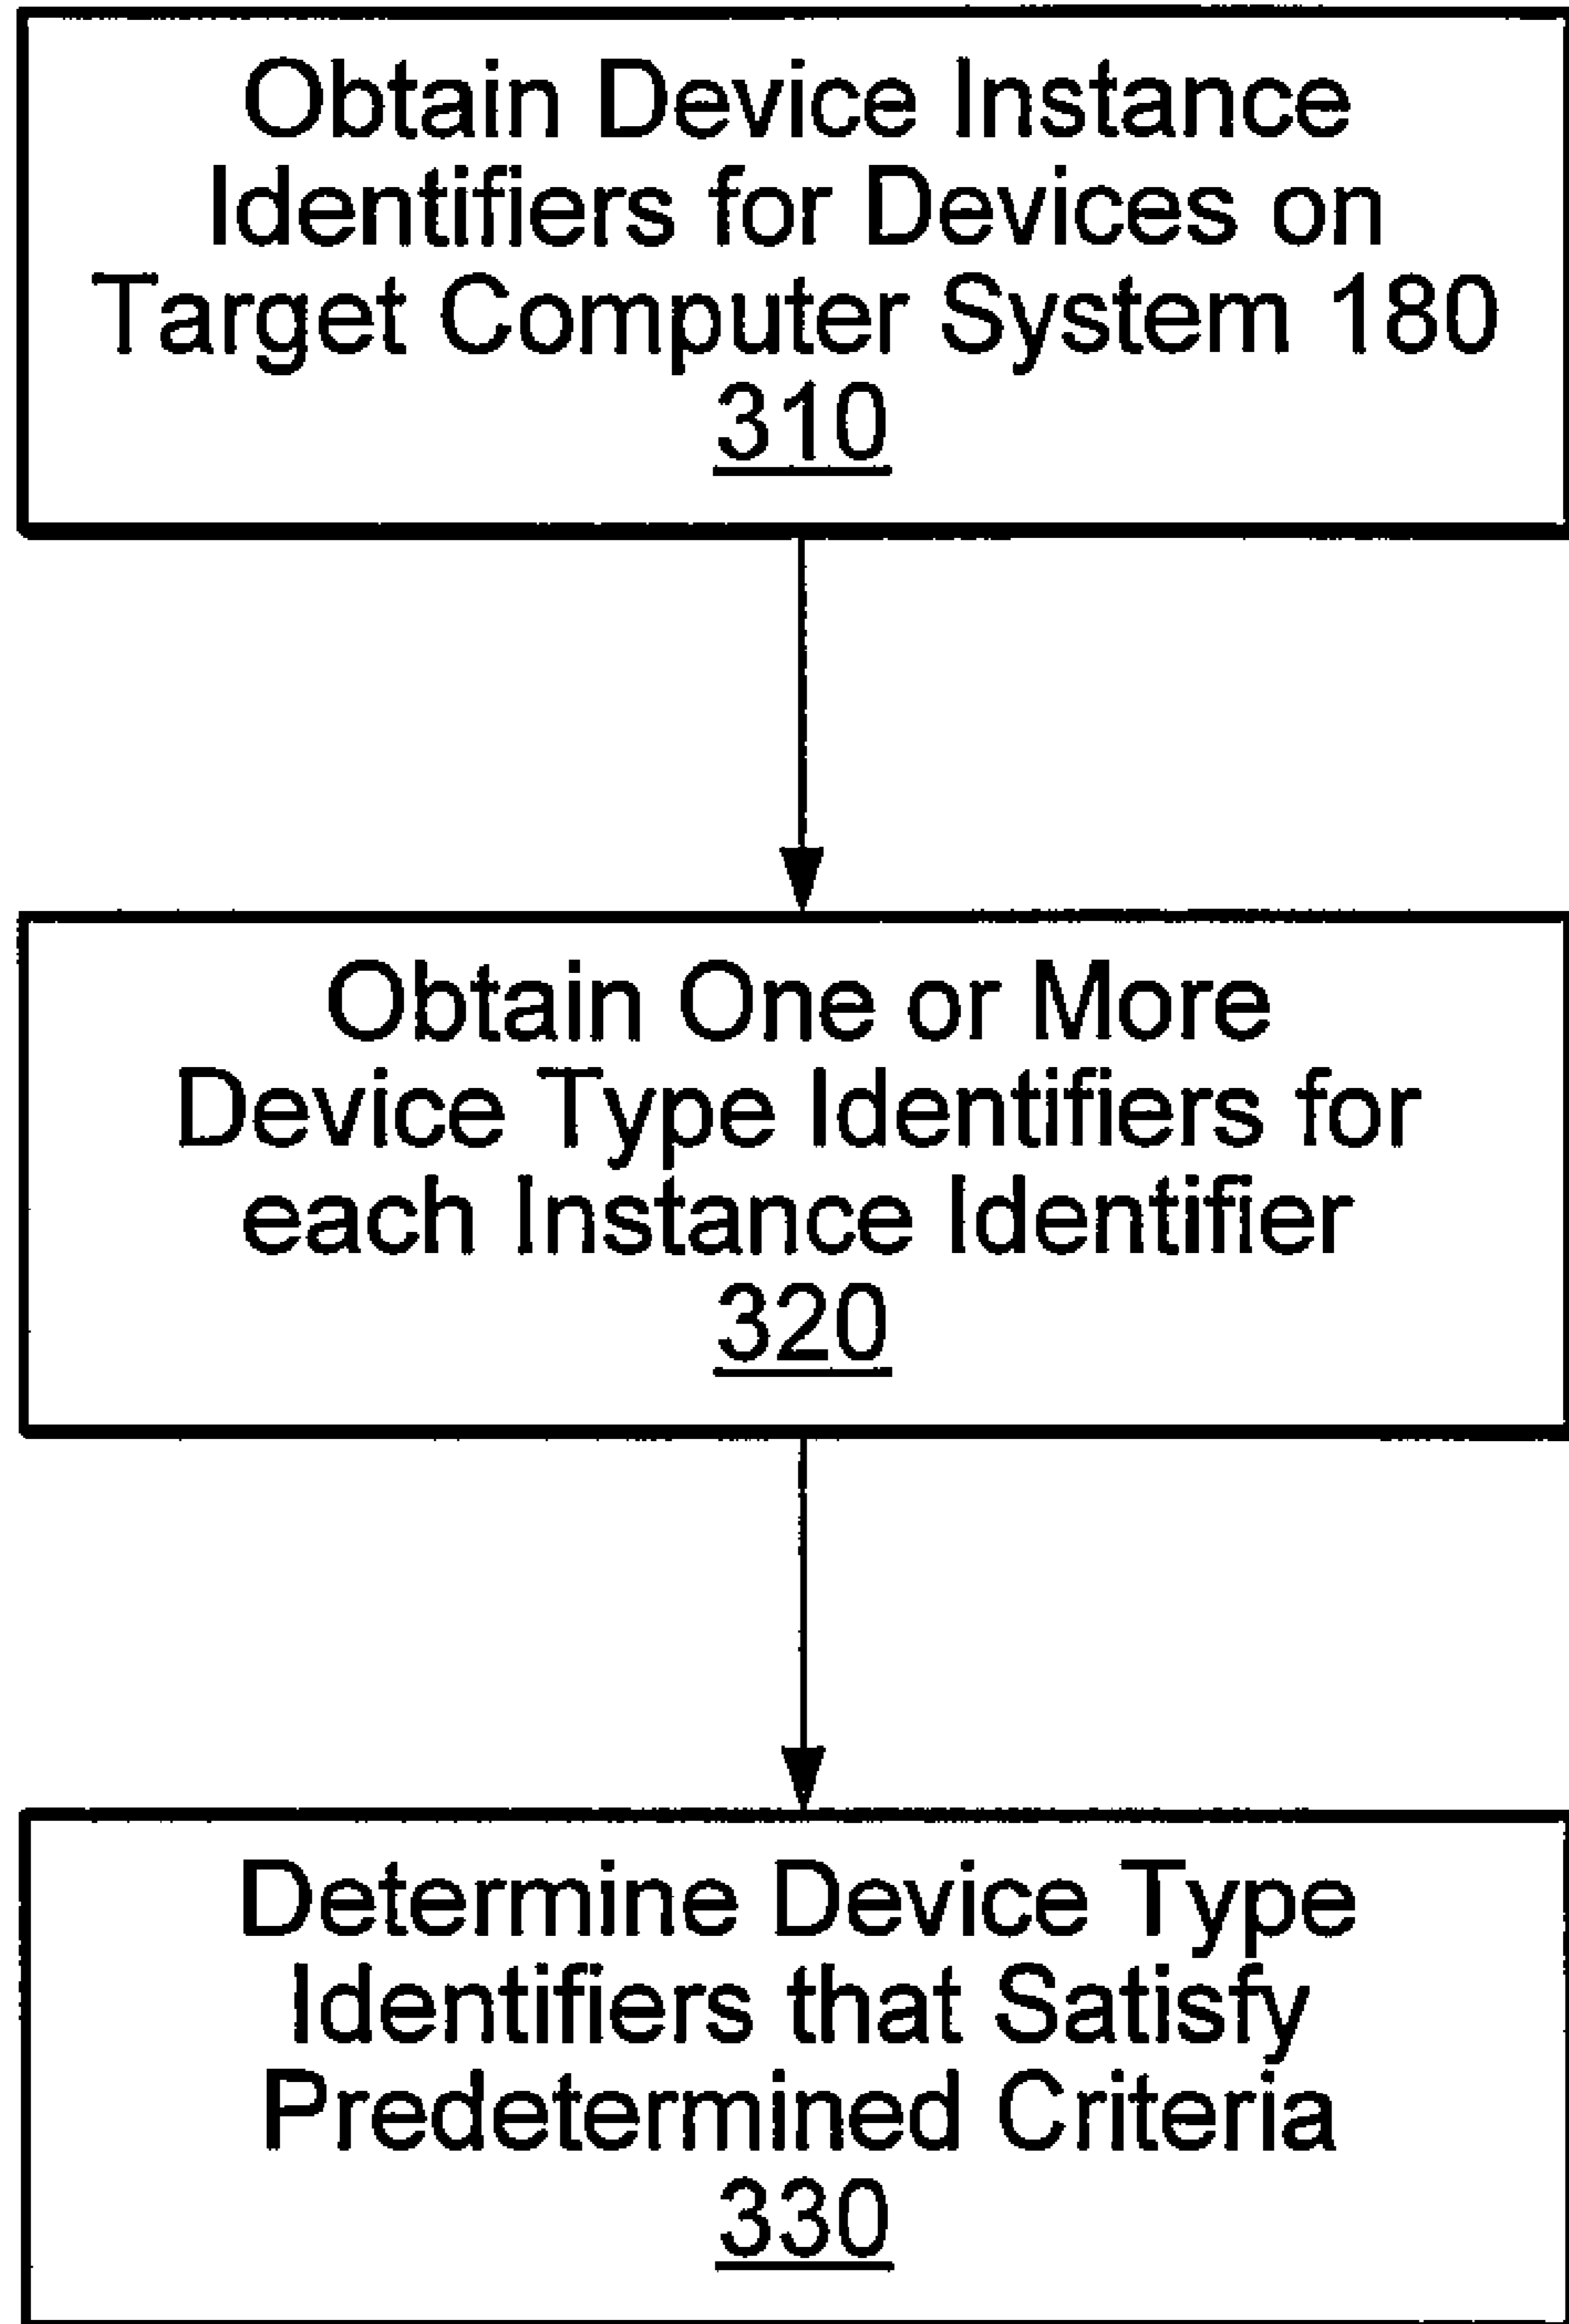 Obtain Device Instance
Identifiers for Devices on
Target Computer System 180
310
Obtain One or More
Device Type Identifiers for
each Instance Identifier
320
Determine Device Type
Identifiers that Satisfy
Predetermined Criteria
330